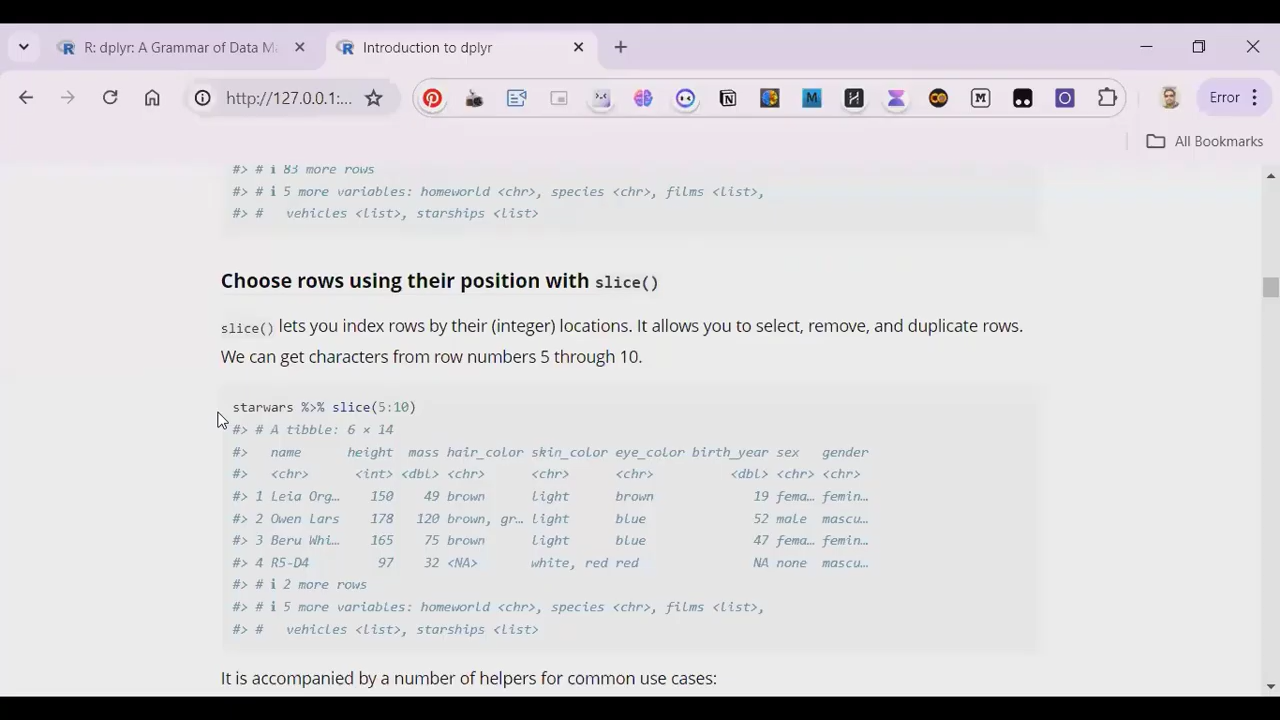 R: dplyr: A Grammar of Data M
Introduction to dplyr
http://127.0.0.1:...
Error
All Bookmarks
#> # ℹ 83 more rows
#> # ℹ 5 more variables: homeworld <chr>, species <chr>, films <list>,
#> #   vehicles <list>, starships <list>
Choose rows using their position with slice()
slice() lets you index rows by their (integer) locations. It allows you to select, remove, and duplicate rows.
We can get characters from row numbers 5 through 10.
starwars %>% slice(5:10)
#> # A tibble: 6 × 14
#>   name      height  mass hair_color skin_color eye_color birth_year sex   gender
#>   <chr>      <int> <dbl> <chr>      <chr>      <chr>          <dbl> <chr> <chr>
#> 1 Leia Org…    150    49 brown      light      brown             19 fema… femin…
#> 2 Owen Lars    178   120 brown, gr… light      blue              52 male  mascu…
#> 3 Beru Whi…    165    75 brown      light      blue              47 fema… femin…
#> 4 R5-D4         97    32 <NA>       white, red red               NA none  mascu…
#> # ℹ 2 more rows
#> # ℹ 5 more variables: homeworld <chr>, species <chr>, films <list>,
#> #   vehicles <list>, starships <list>
It is accompanied by a number of helpers for common use cases: